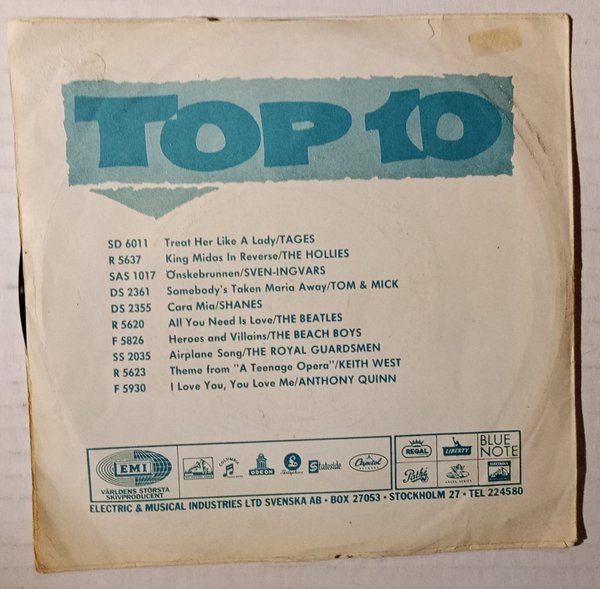 TOP 10
SD 6011 Treat Her Like A Lady/TAGES
R 5637 King Midas In Reverse/THE HOLLIES
SAS 1017 Önskebrunnen/SVEN-INGVARS
DS 2361 Somebody's Taken Maria Away/TOM & MICK
DS 2355 Cara Mia/SHANES
R 5620 All You Need Is Love/THE BEATLES
F 5826 Heroes and Villains/THE BEACH BOYS
SS 2035 Airplane Song/THE ROYAL GUARDSMEN
R 5623 Theme from "A Teenage Opera"/KEITH WEST
F 5930 I Love You, You Love Me/ANTHONY QUINN
EMI
VÄRLDENS STÖRSTA
SKIVPRODUCENT
COLUMBIA
ODEON
Stateside
Capitol
REGAL
LIBERTY
BLUE
NOTE
Pathé
ELECTRIC & MUSICAL INDUSTRIES LTD SVENSKA AB • BOX 27053 • STOCKHOLM 27 • TEL 224580